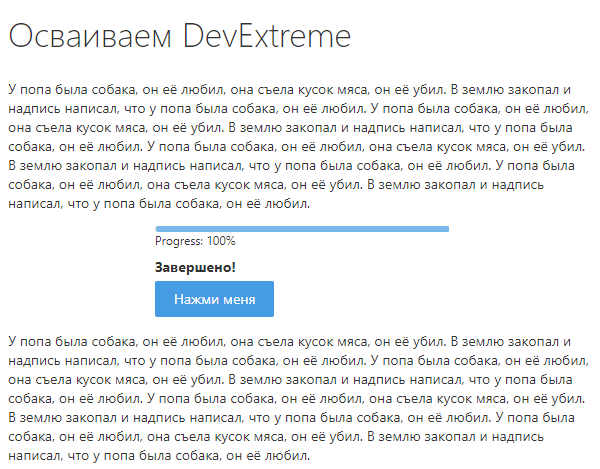 Осваиваем DevExtreme
У попа была собака, он её любил, она съела кусок мяса, он её убил. В землю закопал и
надпись написал, что у попа была собака, он её любил. У попа была собака, он её любил,
она съела кусок мяса, он её убил. В землю закопал и надпись написал, что у попа была
собака, он её любил. У попа была собака, он её любил, она съела кусок мяса, он её убил.
В землю закопал и надпись написал, что у попа была собака, он её любил. У попа была
собака, он её любил, она съела кусок мяса, он её убил. В землю закопал и надпись
написал, что у попа была собака, он её любил.
Progress: 100%
Завершено!
Нажми меня
У попа была собака, он её любил, она съела кусок мяса, он её убил. В землю закопал и
надпись написал, что у попа была собака, он её любил. У попа была собака, он её любил,
она съела кусок мяса, он её убил. В землю закопал и надпись написал, что у попа была
собака, он её любил. У попа была собака, он её любил, она съела кусок мяса, он её убил.
В землю закопал и надпись написал, что у попа была собака, он её любил. У попа была
собака, он её любил, она съела кусок мяса, он её убил. В землю закопал и надпись
написал, что у попа была собака, он её любил.